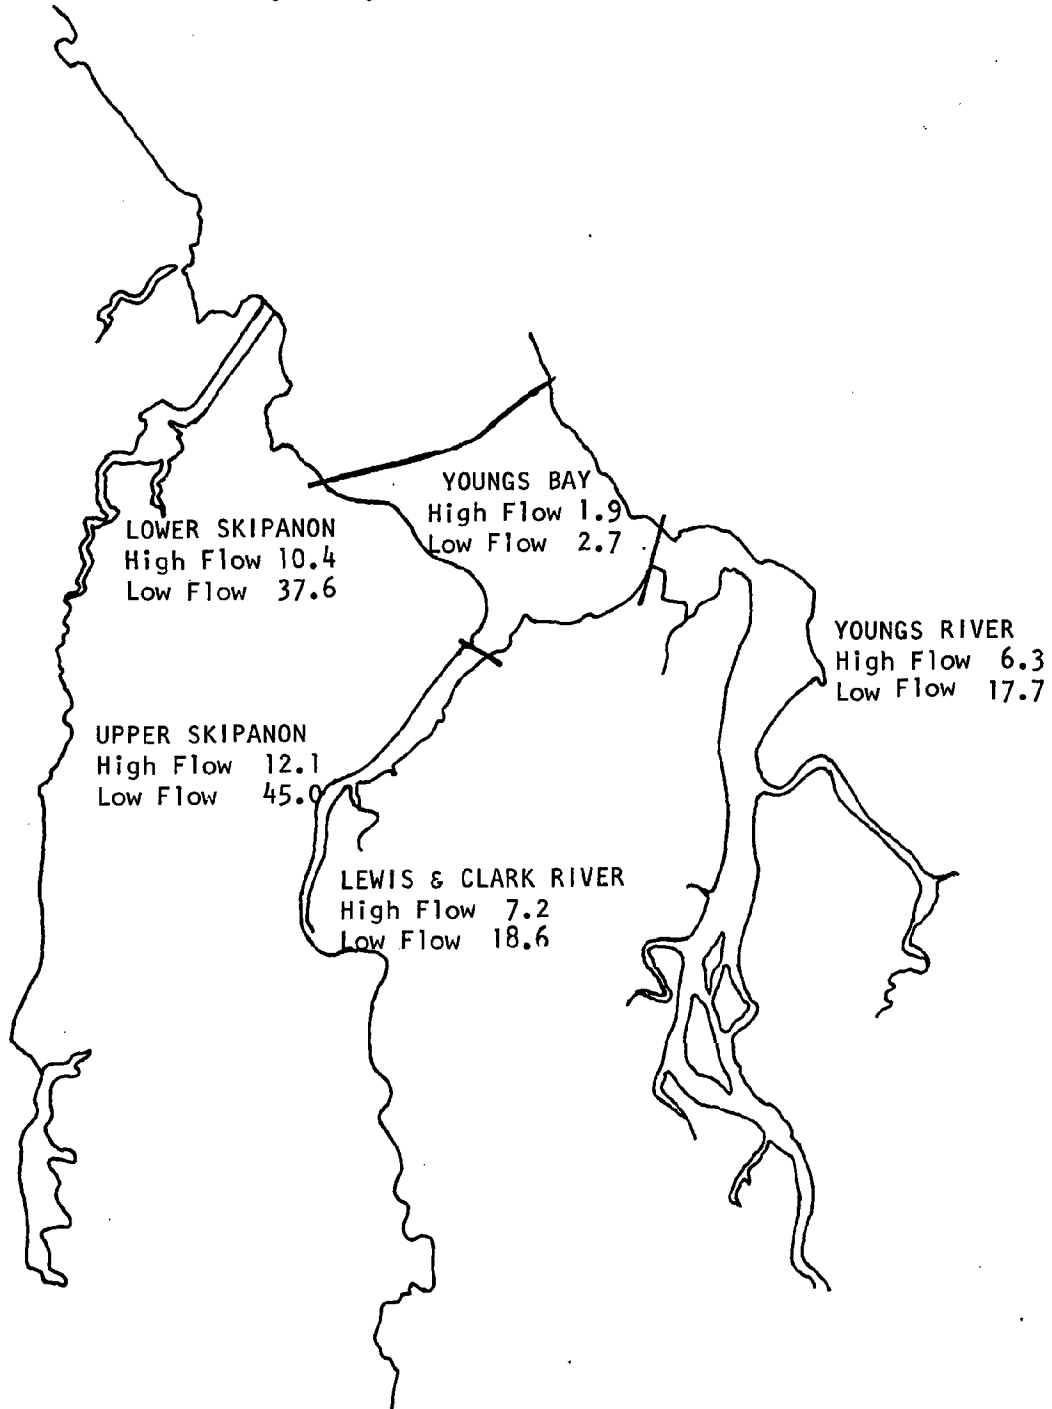 YOUNGS BAY
High Flow 1.9
Low Flow 2.7
LOWER SKIPANON
High Flow 10.4
Low Flow 37.6
YOUNGS RIVER
High Flow 6.3
Low Flow 17.7
UPPER SKIPANON
High Flow 12.1
Low Flow 45.0
LEWIS & CLARK RIVER
High Flow 7.2
Low Flow 18.6